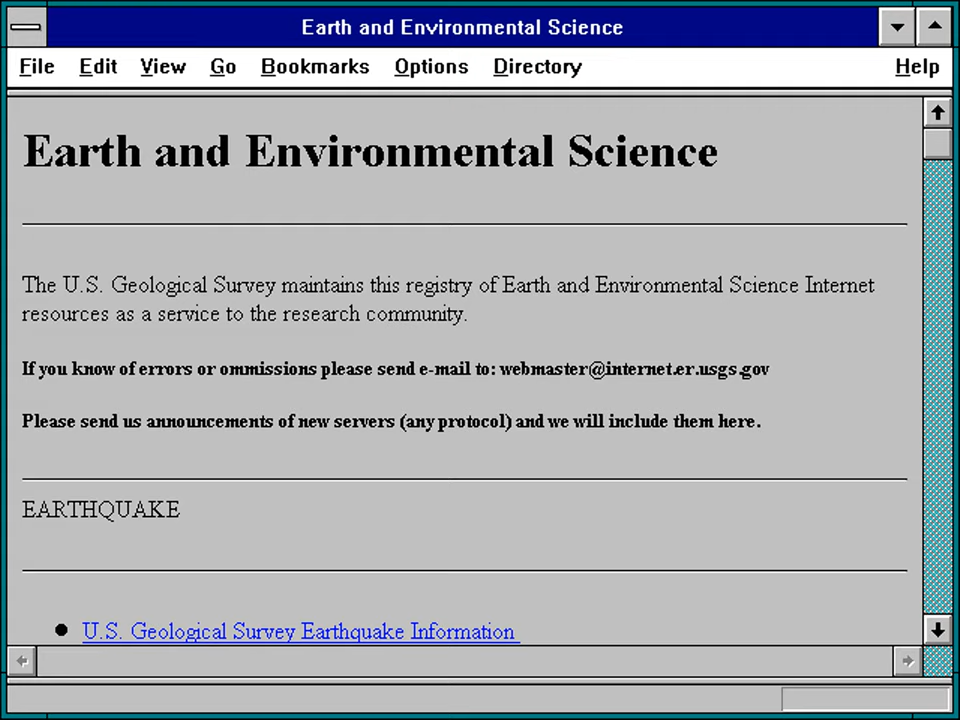 Earth and Environmental Science
File Edit View Go Bookmarks Options Directory Help
Earth and Environmental Science
The U.S. Geological Survey maintains this registry of Earth and Environmental Science Internet
resources as a service to the research community.
If you know of errors or ommissions please send e-mail to: webmaster@internet.er.usgs.gov
Please send us announcements of new servers (any protocol) and we will include them here.
EARTHQUAKE
U.S. Geological Survey Earthquake Information